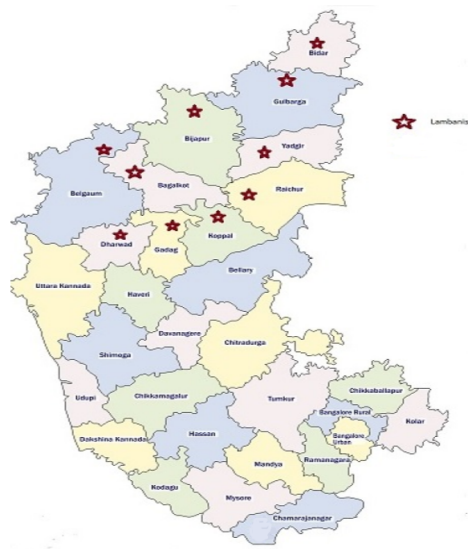 Bidar
Gulbarga
Lambanis
Bijapur
Yadgir
Belgaum
Bagalkot
Raichur
Koppal
Dharwad
Gadag
Bellary
Uttara Kannada
Haveri
Davanagere
Chitradurga
Shimoga
Chikkaballapur
Udupi
Chikkamagalur
Tumkur
Bangalore Rural
Kolar
Dakshina Kannada
Hassan
Bangalore
Urban
Mandya
Ramanagara
Kodagu
Mysore
Chamarajanagar